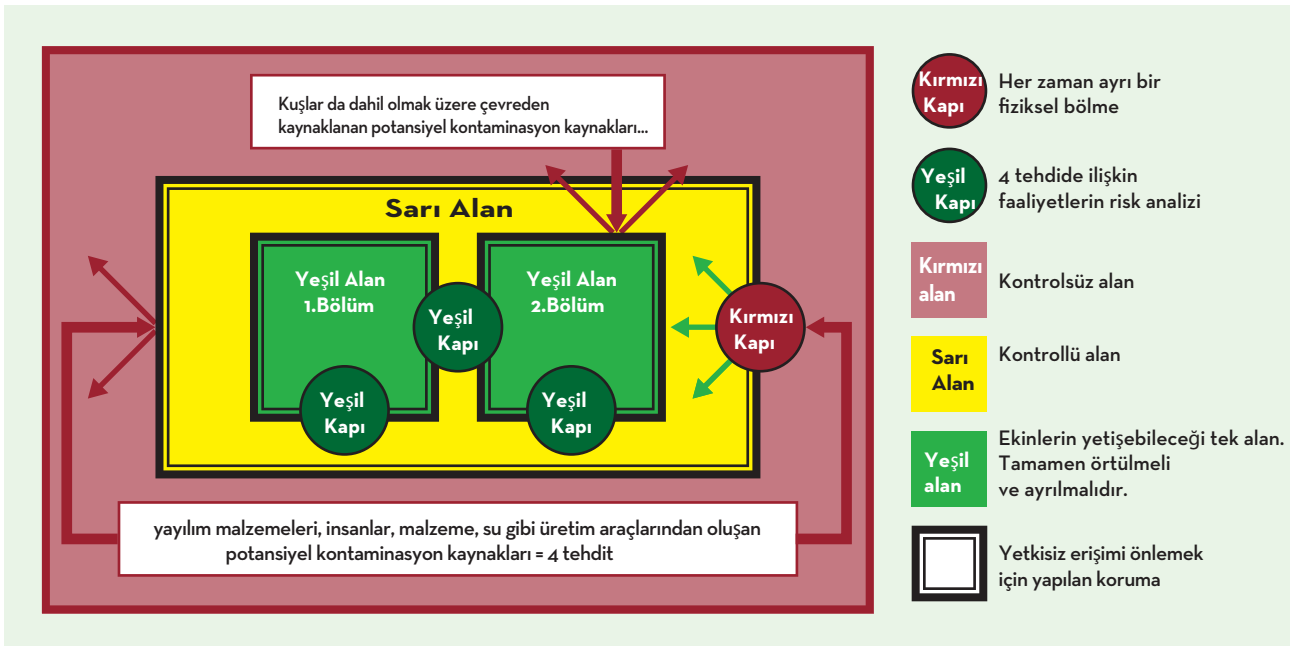 Kuşlar da dahil olmak üzere çevreden
kaynaklanan potansiyel kontaminasyon kaynakları...
Sarı Alan
Yeşil Alan
1.Bölüm
Yeşil Alan
2.Bölüm
Yeşil
Kapı
Kırmızı
Kapı
Yeşil
Kapı
Yeşil
Kapı
yayılım malzemeleri, insanlar, malzeme, su gibi üretim araçlarından oluşan
potansiyel kontaminasyon kaynakları = 4 tehdit
Kırmızı
Kapı
Her zaman ayrı bir
fiziksel bölme
Yeşil
Kapı
4 tehdide ilişkin
faaliyetlerin risk analizi
Kırmızı
alan
Kontrolsüz alan
Sarı
Alan
Kontrollü alan
Yeşil
alan
Ekinlerin yetişebileceği tek alan.
Tamamen örtülmeli
ve ayrılmalıdır.
Yetkisiz erişimi önlemek
için yapılan koruma